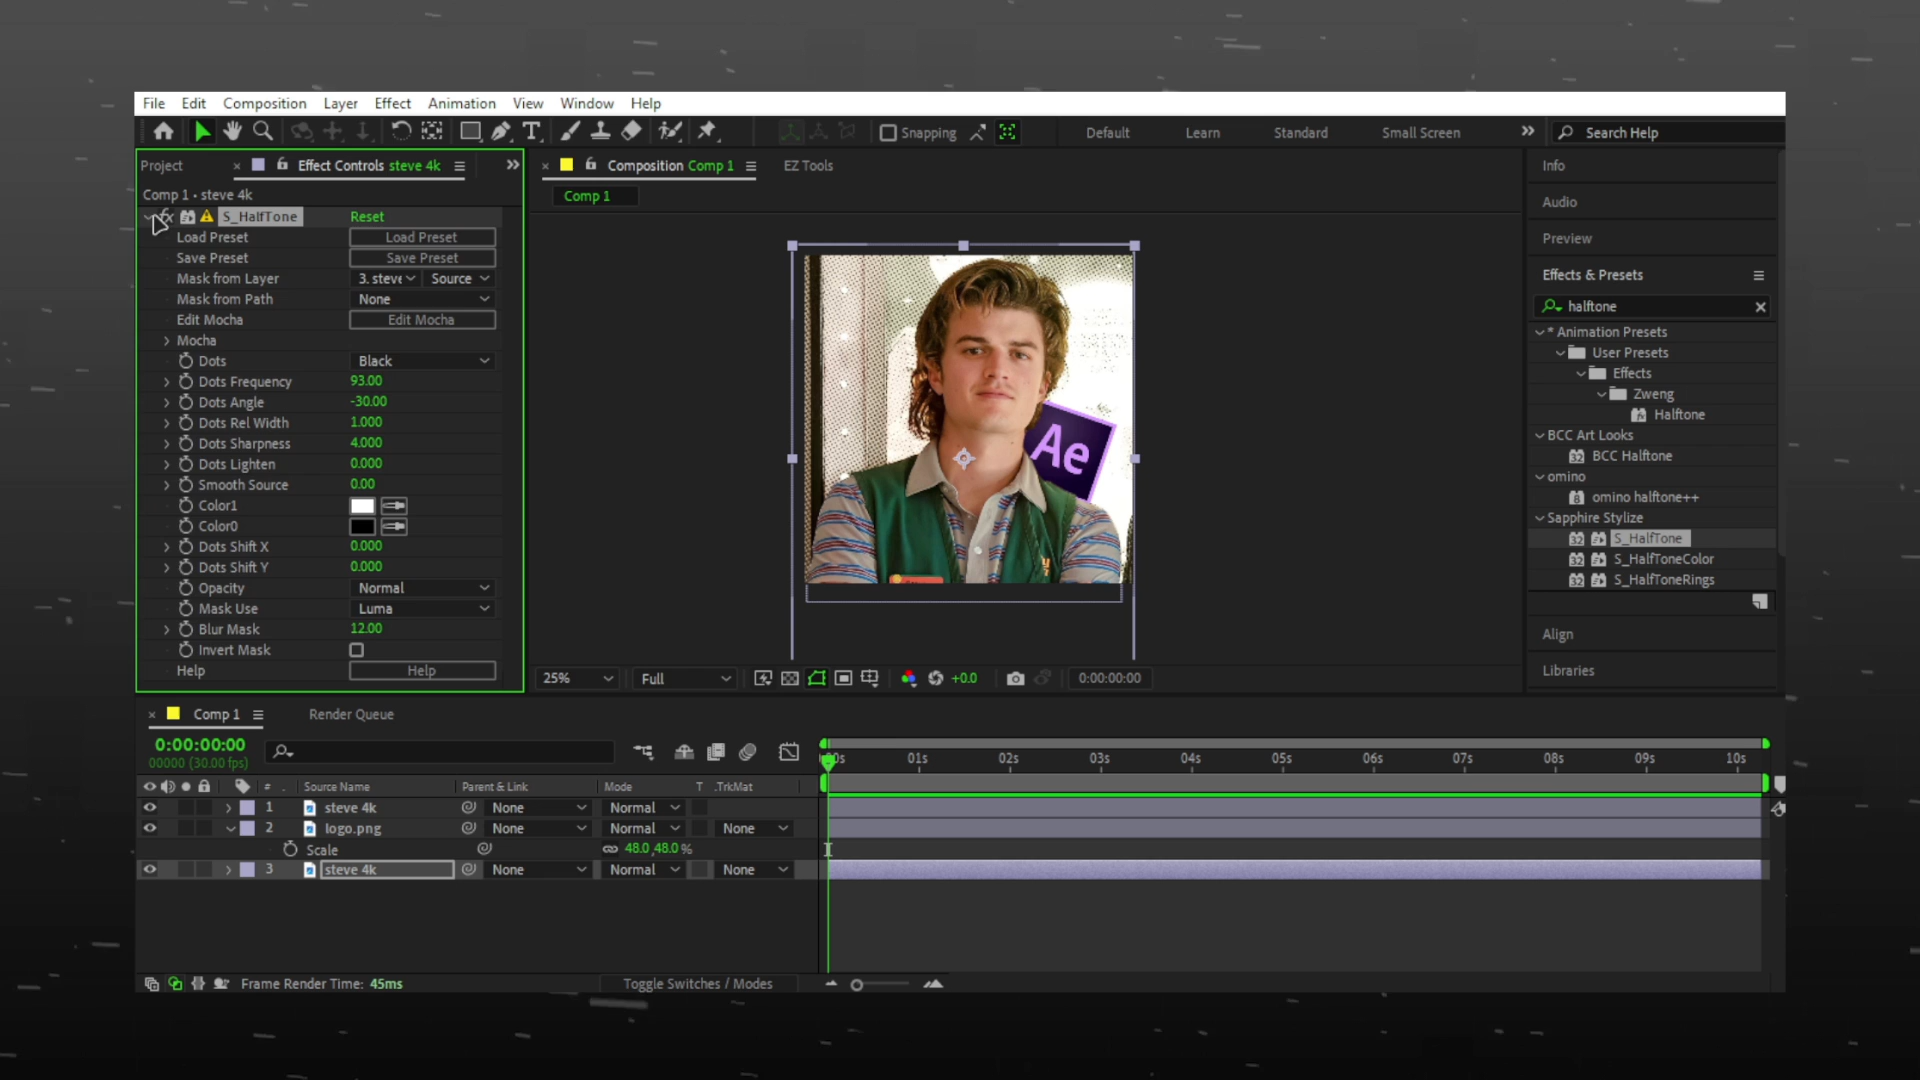 File Edit Composition Layer Effect Animation View Window Help
Snapping Default Learn Standard Small Screen Search Help
Project Effect Controls steve 4k
Comp 1 • steve 4k
S_HalfTone Reset
Load Preset Load Preset
Save Preset Save Preset
Mask from Layer 3. steve Source
Mask from Path None
Edit Mocha Edit Mocha
Mocha
Dots Black
Dots Frequency 93.00
Dots Angle -30.00
Dots Rel Width 1.000
Dots Sharpness 4.000
Dots Lighten 0.000
Smooth Source 0.00
Color1
Color0
Dots Shift X 0.000
Dots Shift Y 0.000
Opacity Normal
Mask Use Luma
Blur Mask 12.00
Invert Mask
Help Help
Composition Comp 1 EZ Tools
Comp 1
Ae
25% Full +0.0 0:00:00:00
Info
Audio
Preview
Effects & Presets
halftone
* Animation Presets
User Presets
Effects
Zweng
Halftone
BCC Art Looks
BCC Halftone
omino
omino halftone++
Sapphire Stylize
S_HalfTone
S_HalfToneColor
S_HalfToneRings
Align
Libraries
Comp 1 Render Queue
0:00:00:00
00000 (30.00 fps)
01s 02s 03s 04s 05s 06s 07s 08s 09s 10s
# Source Name Parent & Link Mode T .TrkMat
1 steve 4k None Normal
2 logo.png None Normal None
Scale 48.0,48.0 %
3 steve 4k None Normal None
Frame Render Time: 45ms Toggle Switches / Modes